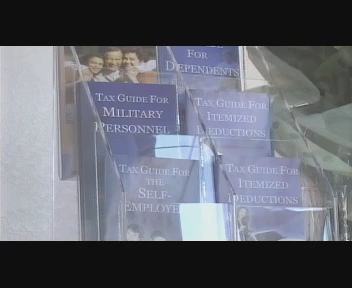 FOR
DEPENDENTS
TAX GUIDE FOR
MILITARY
PERSONNEL
TAX GUIDE FOR
ITEMIZED
DEDUCTIONS
TAX GUIDE FOR
THE
SELF-
EMPLOYED
TAX GUIDE FOR
ITEMIZED
DEDUCTIONS